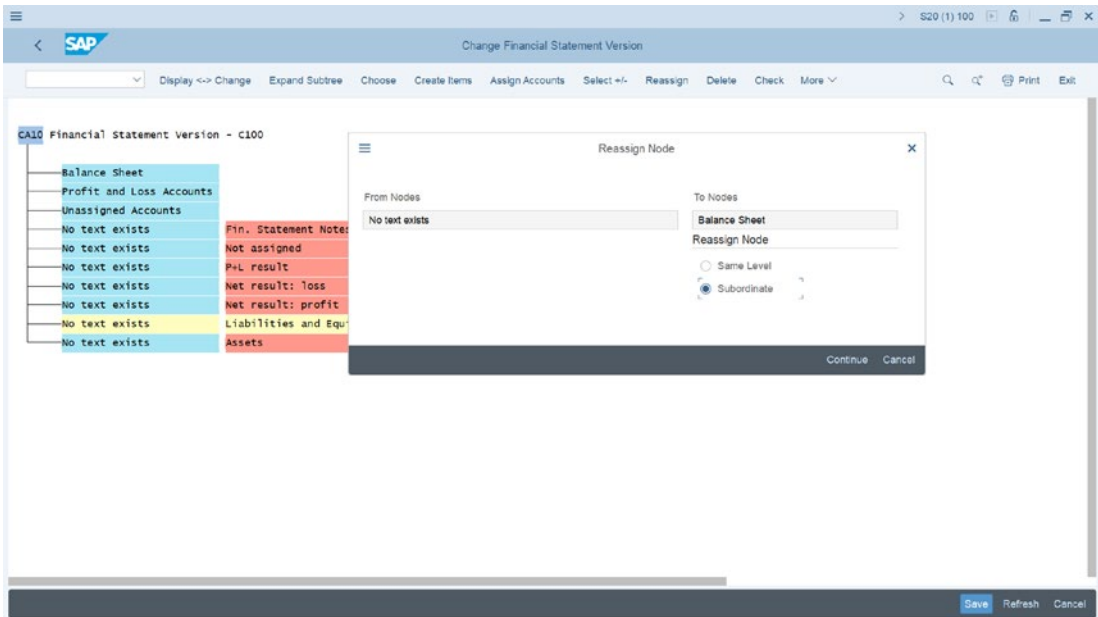 S20 (1) 100
SAP
Change Financial Statement Version
Display <-> Change Expand Subtree Choose Create Items Assign Accounts Select +/- Reassign Delete Check More Print Exit
CA10 Financial Statement Version - C100
Balance Sheet
Profit and Loss Accounts
Unassigned Accounts
No text exists Fin. Statement Notes
No text exists Not assigned
No text exists P+L result
No text exists Net result: loss
No text exists Net result: profit
No text exists Liabilities and Equ
No text exists Assets
Reassign Node
From Nodes To Nodes
No text exists Balance Sheet
Reassign Node
Same Level
Subordinate
Continue Cancel
Save Refresh Cancel